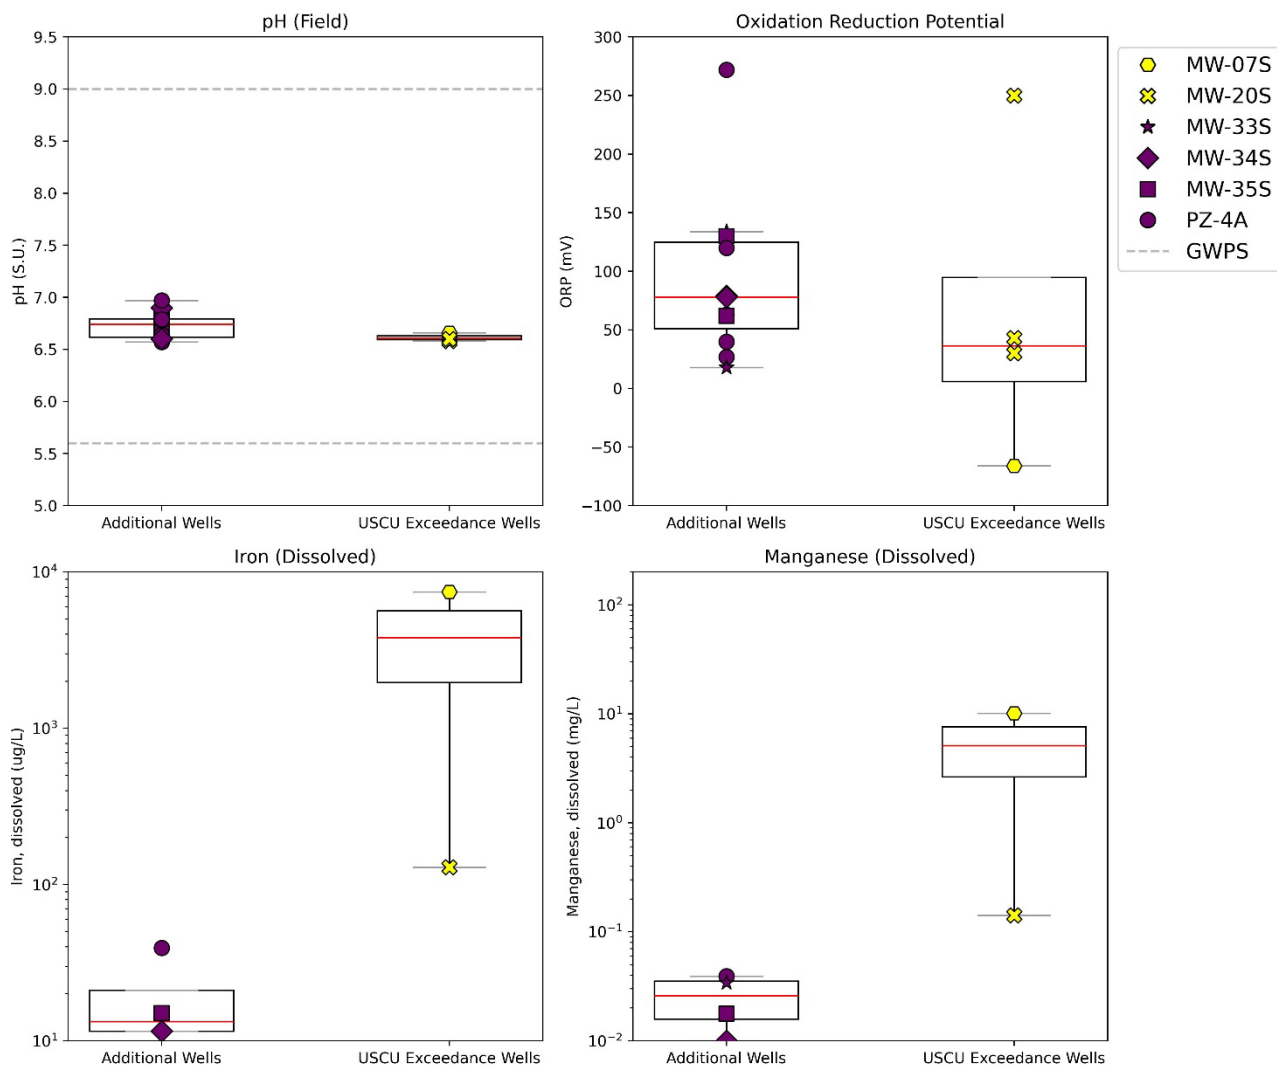 pH (Field)
9.5
9.0
8.5
8.0
7.5
7.0
6.5
6.0
5.5
5.0
pH (S.U.)
Additional Wells
USCU Exceedance Wells
Oxidation Reduction Potential
300
250
200
150
100
50
0
−50
−100
ORP (mV)
Additional Wells
USCU Exceedance Wells
MW-07S
MW-20S
MW-33S
MW-34S
MW-35S
PZ-4A
GWPS
Iron (Dissolved)
10⁴
10³
10²
10¹
Iron, dissolved (ug/L)
Additional Wells
USCU Exceedance Wells
Manganese (Dissolved)
10²
10¹
10⁰
10⁻¹
10⁻²
Manganese, dissolved (mg/L)
Additional Wells
USCU Exceedance Wells